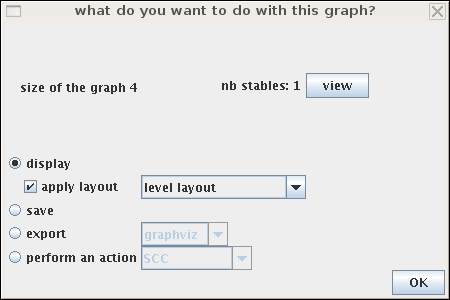 what do you want to do with this graph?
size of the graph 4
nb stables: 1 view
display
apply layout level layout
save
export graphviz
perform an action SCC
OK